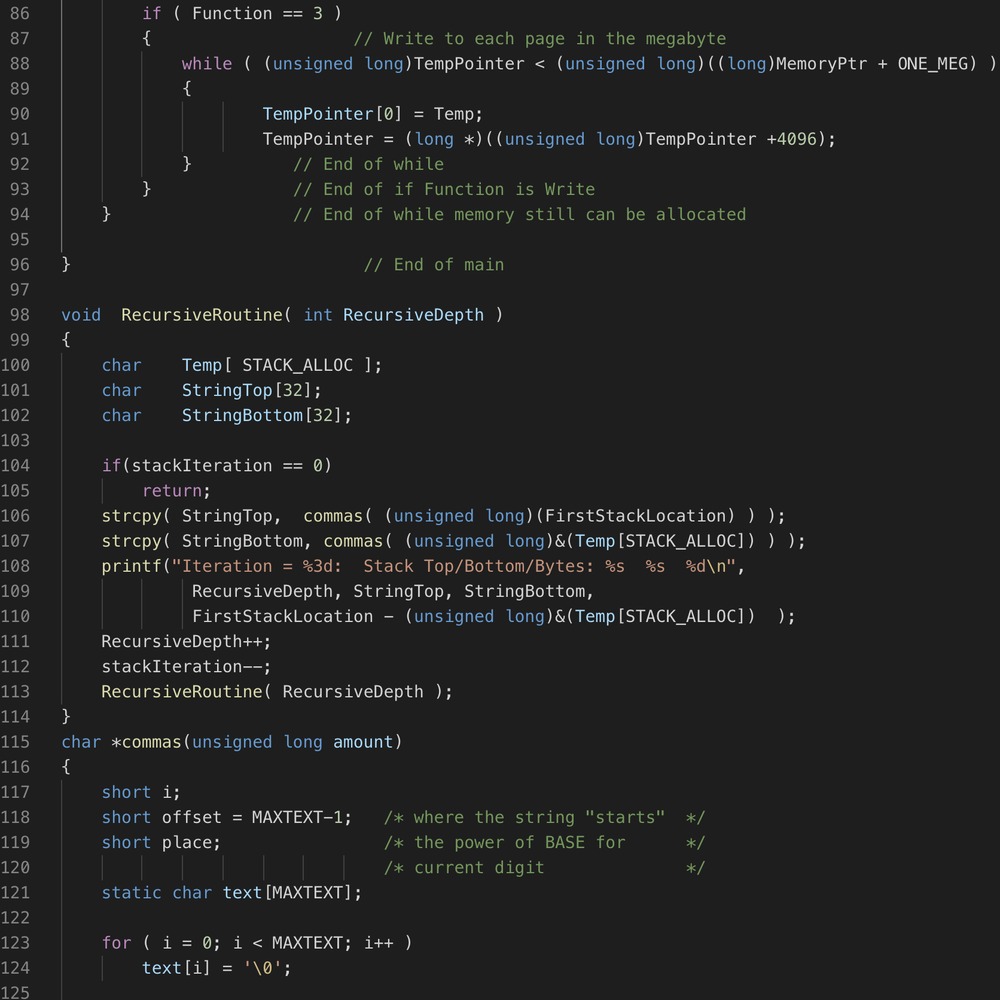 86 if ( Function == 3 )
87 { // Write to each page in the megabyte
88 while ( (unsigned long)TempPointer < (unsigned long)((long)MemoryPtr + ONE_MEG) )
89 {
90 TempPointer[0] = Temp;
91 TempPointer = (long *)((unsigned long)TempPointer +4096);
92 } // End of while
93 } // End of if Function is Write
94 } // End of while memory still can be allocated
95
96 } // End of main
97
98 void  RecursiveRoutine( int RecursiveDepth )
99 {
100 char    Temp[ STACK_ALLOC ];
101 char    StringTop[32];
102 char    StringBottom[32];
103
104 if(stackIteration == 0)
105 return;
106 strcpy( StringTop,  commas( (unsigned long)(FirstStackLocation) ) );
107 strcpy( StringBottom, commas( (unsigned long)&(Temp[STACK_ALLOC]) ) );
108 printf("Iteration = %3d:  Stack Top/Bottom/Bytes: %s  %s  %d\n",
109 RecursiveDepth, StringTop, StringBottom,
110 FirstStackLocation - (unsigned long)&(Temp[STACK_ALLOC])  );
111 RecursiveDepth++;
112 stackIteration--;
113 RecursiveRoutine( RecursiveDepth );
114 }
115 char *commas(unsigned long amount)
116 {
117 short i;
118 short offset = MAXTEXT-1;   /* where the string "starts"  */
119 short place; /* the power of BASE for      */
120 /* current digit              */
121 static char text[MAXTEXT];
122
123 for ( i = 0; i < MAXTEXT; i++ )
124 text[i] = '\0';
125